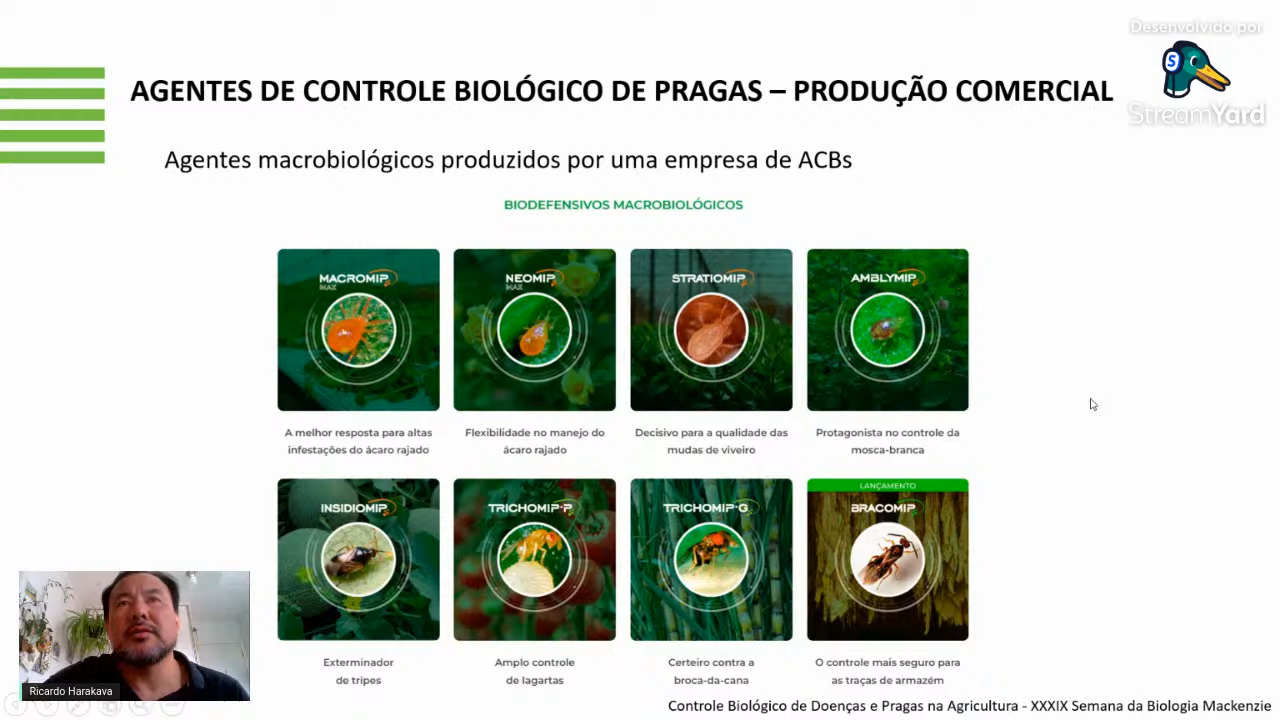 Desenvolvido por
StreamYard
AGENTES DE CONTROLE BIOLÓGICO DE PRAGAS – PRODUÇÃO COMERCIAL
Agentes macrobiológicos produzidos por uma empresa de ACBs
BIODEFENSIVOS MACROBIOLÓGICOS
MACROMIP
MAX
NEOMIP
MAX
STRATIOMIP
AMBLYMIP
A melhor resposta para altas
infestações do ácaro rajado
Flexibilidade no manejo do
ácaro rajado
Decisivo para a qualidade das
mudas de viveiro
Protagonista no controle da
mosca-branca
LANÇAMENTO
INSIDIOMIP
TRICHOMIP·P
TRICHOMIP·G
BRACOMIP
Exterminador
de tripes
Amplo controle
de lagartas
Certeiro contra a
broca-da-cana
O controle mais seguro para
as traças de armazém
Ricardo Harakava
Controle Biológico de Doenças e Pragas na Agricultura - XXXIX Semana da Biologia Mackenzie